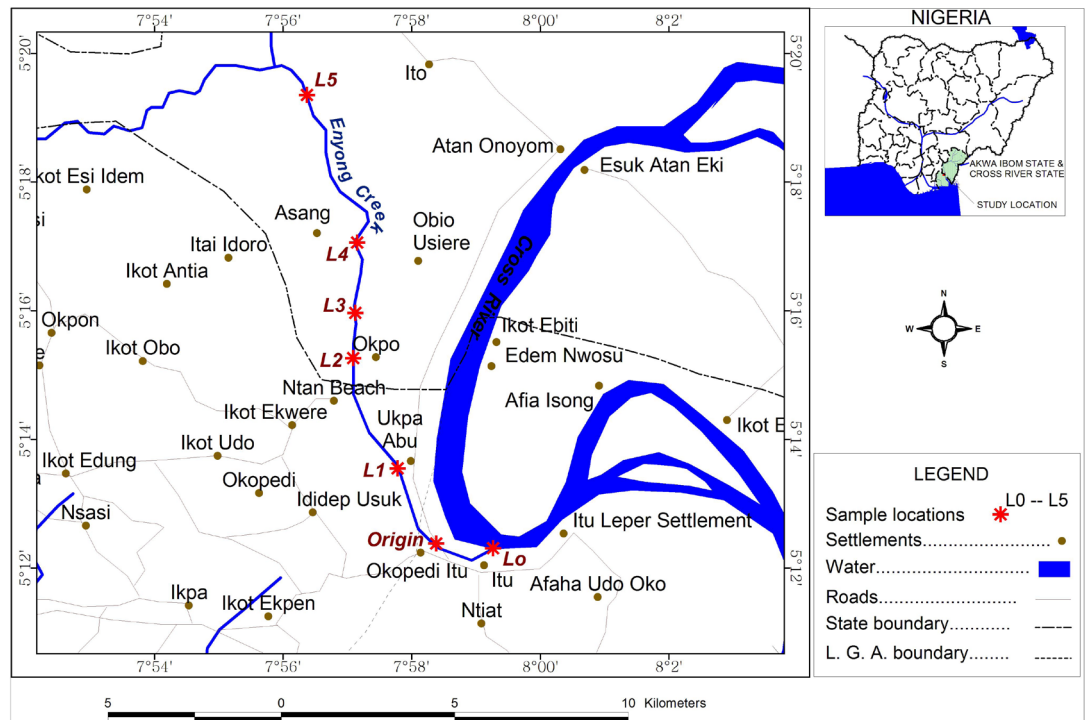 7°54'
7°56'
7°58'
8°00'
8°2'
NIGERIA
5°20'
5°20'
Ito
L5
Enyong Creek
Atan Onoyom
Esuk Atan Eki
AKWA IBOM STATE &
CROSS RIVER STATE
STUDY LOCATION
5°18'
5°18'
kot Esi Idem
si
Asang
Obio
Usiere
L4
Itai Idoro
Ikot Antia
Cross River
N
W
E
S
5°16'
5°16'
Okpon
L3
Ikot Ebiti
e
Ikot Obo
Okpo
L2
Edem Nwosu
Ntan Beach
Afia Isong
Ikot Ekwere
Ukpa
Abu
Ikot E
5°14'
5°14'
Ikot Udo
Ikot Edung
a
L1
Okopedi
Ididep Usuk
Nsasi
Itu Leper Settlement
Origin
Lo
5°12'
5°12'
Okopedi Itu
Itu
Afaha Udo Oko
Ikpa
Ikot Ekpen
Ntiat
7°54'
7°56'
7°58'
8°00'
8°2'
LEGEND
L0 -- L5
Sample locations
Settlements
Water
Roads
State boundary
L. G. A. boundary
5
0
5
10 Kilometers